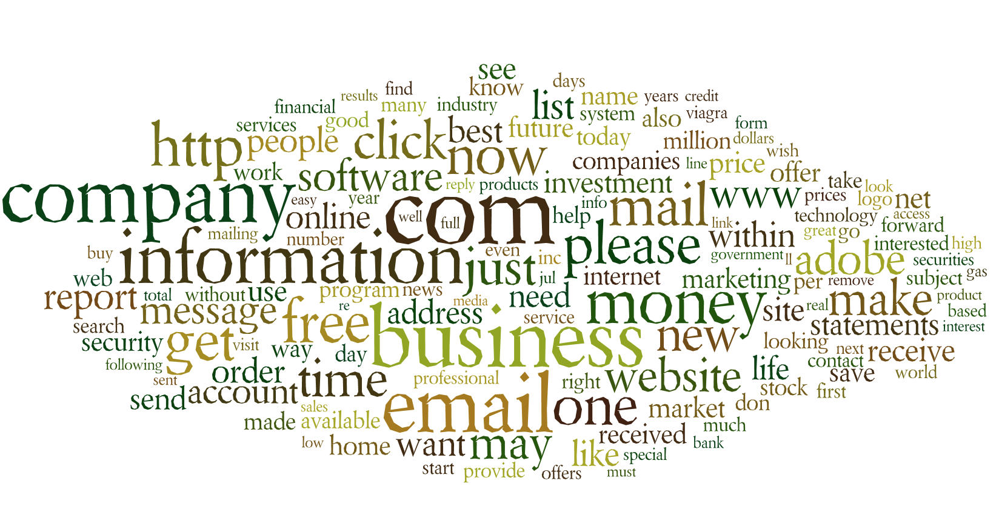 see
find know days
results name years credit
financial many industry list system also viagra
services good best future today form
http people click now million dollars
work companies line price wish
software reply products investment offer take look
company easy year com info mail www prices logo net
online well full help technology access
mailing number link within great go forward
buy information even please interested high
just inc government ll adobe securities
web jul internet marketing per remove subject gas
report total without use program news need money make product
message free re media address service site real based
search statements interest
security get visit way day business new looking next receive
following order time professional right website life contact save world
sent account stock first
send sales email one market don
made available much
low home want may received bank
like special
start provide offers must